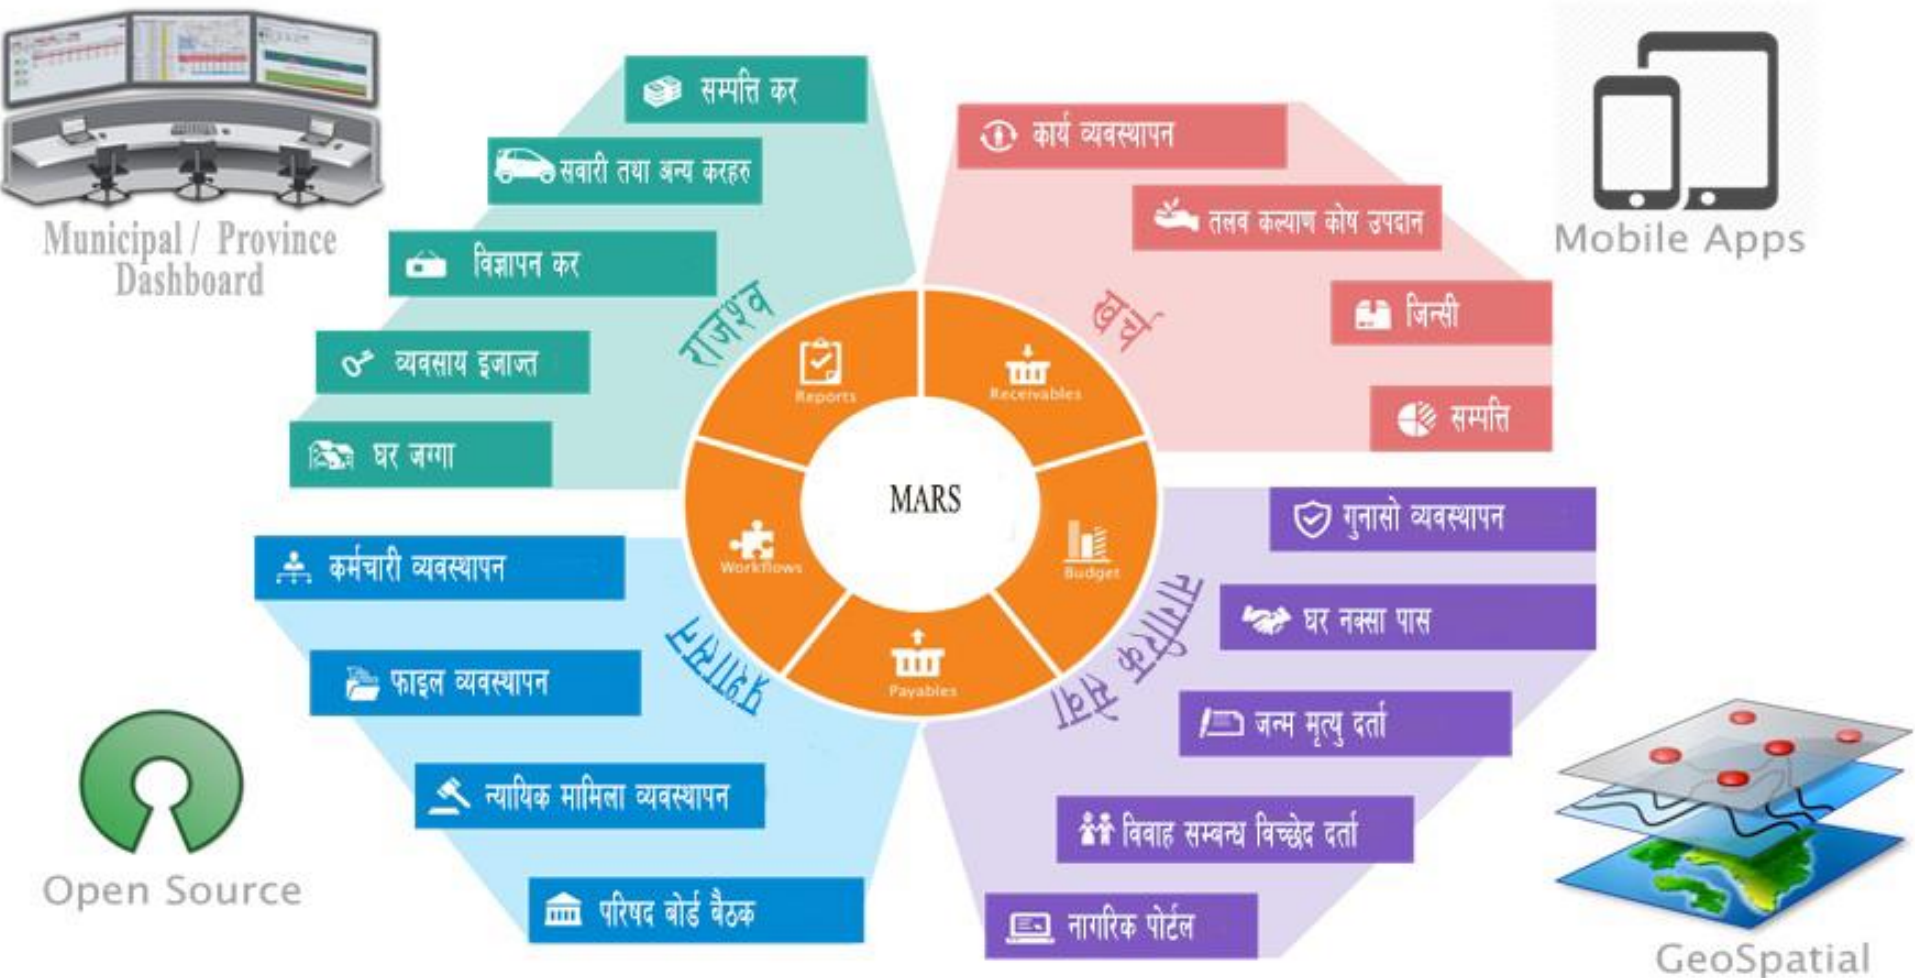 Municipal / Province
Dashboard
सम्पत्ति कर
सवारी तथा अन्य करहरु
विज्ञापन कर
व्यवसाय इजाज्त
घर जग्गा
राजश्व
कार्य व्यवस्थापन
तलव कल्याण कोष उपदान
जिन्सी
सम्पत्ति
खर्च
Mobile Apps
Reports
Receivables
MARS
Workflows
Budget
Payables
कर्मचारी व्यवस्थापन
फाइल व्यवस्थापन
न्यायिक मामिला व्यवस्थापन
परिषद बोर्ड बैठक
प्रशासन
गुनासो व्यवस्थापन
घर नक्सा पास
जन्म मृत्यु दर्ता
विवाह सम्बन्ध विच्छेद दर्ता
नागरिक पोर्टल
नागरिक सेवा
Open Source
GeoSpatial